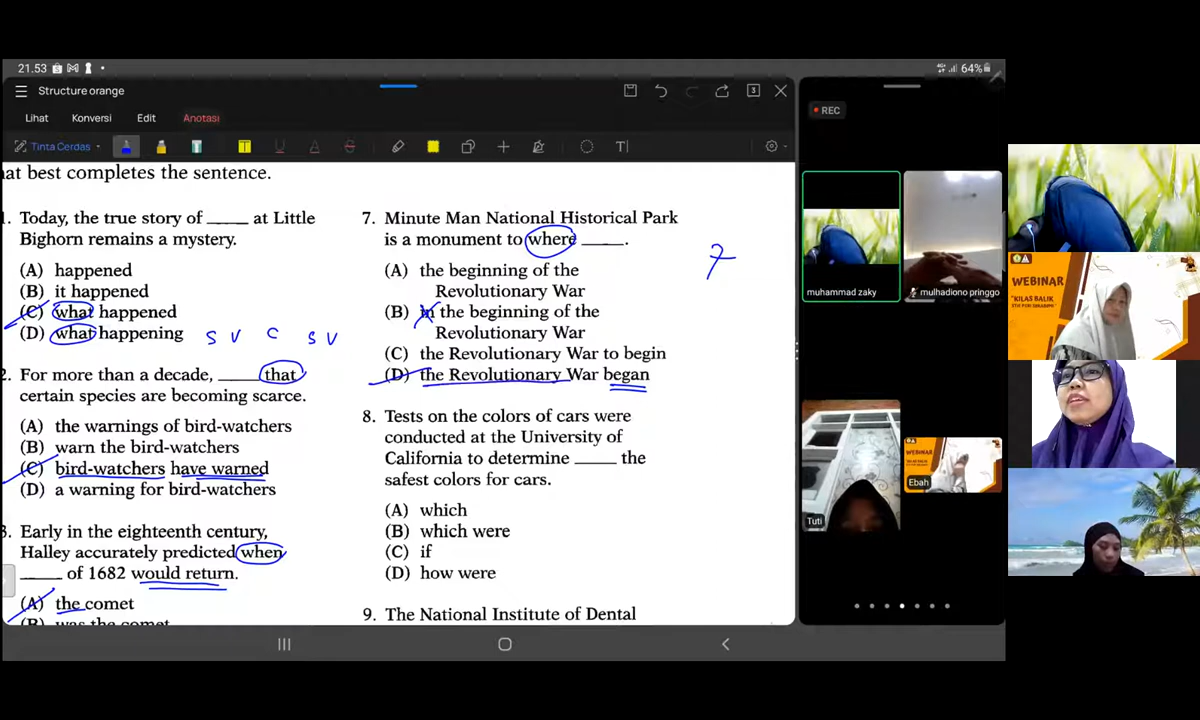 21.53
64%
Structure orange
3
Lihat
Konversi
Edit
Anotasi
Tinta Cerdas
at best completes the sentence.
1. Today, the true story of _____ at Little
Bighorn remains a mystery.
(A) happened
(B) it happened
(C) what happened
(D) what happening
S V C S V
2. For more than a decade, _____ that
certain species are becoming scarce.
(A) the warnings of bird-watchers
(B) warn the bird-watchers
(C) bird-watchers have warned
(D) a warning for bird-watchers
3. Early in the eighteenth century,
Halley accurately predicted when
_____ of 1682 would return.
(A) the comet
(B) was the comet
7. Minute Man National Historical Park
is a monument to where _____.
(A) the beginning of the
Revolutionary War
(B) in the beginning of the
Revolutionary War
(C) the Revolutionary War to begin
(D) the Revolutionary War began
7
8. Tests on the colors of cars were
conducted at the University of
California to determine _____ the
safest colors for cars.
(A) which
(B) which were
(C) if
(D) how were
9. The National Institute of Dental
REC
muhammad zaky
mulhadiono pringgo
Tuti
WEBINAR
Ebah
WEBINAR
"KILAS BALIK